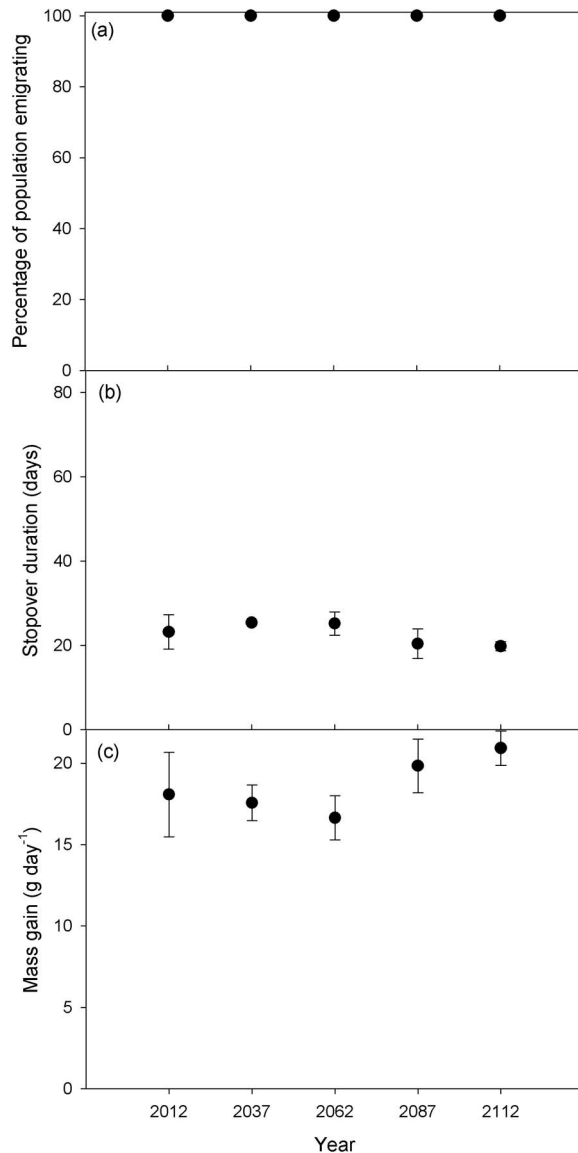 (a)
100
80
60
40
20
0
Percentage of population emigrating
(b)
80
60
40
20
0
Stopover duration (days)
(c)
20
15
10
5
0
Mass gain (g day⁻¹)
2012 2037 2062 2087 2112
Year